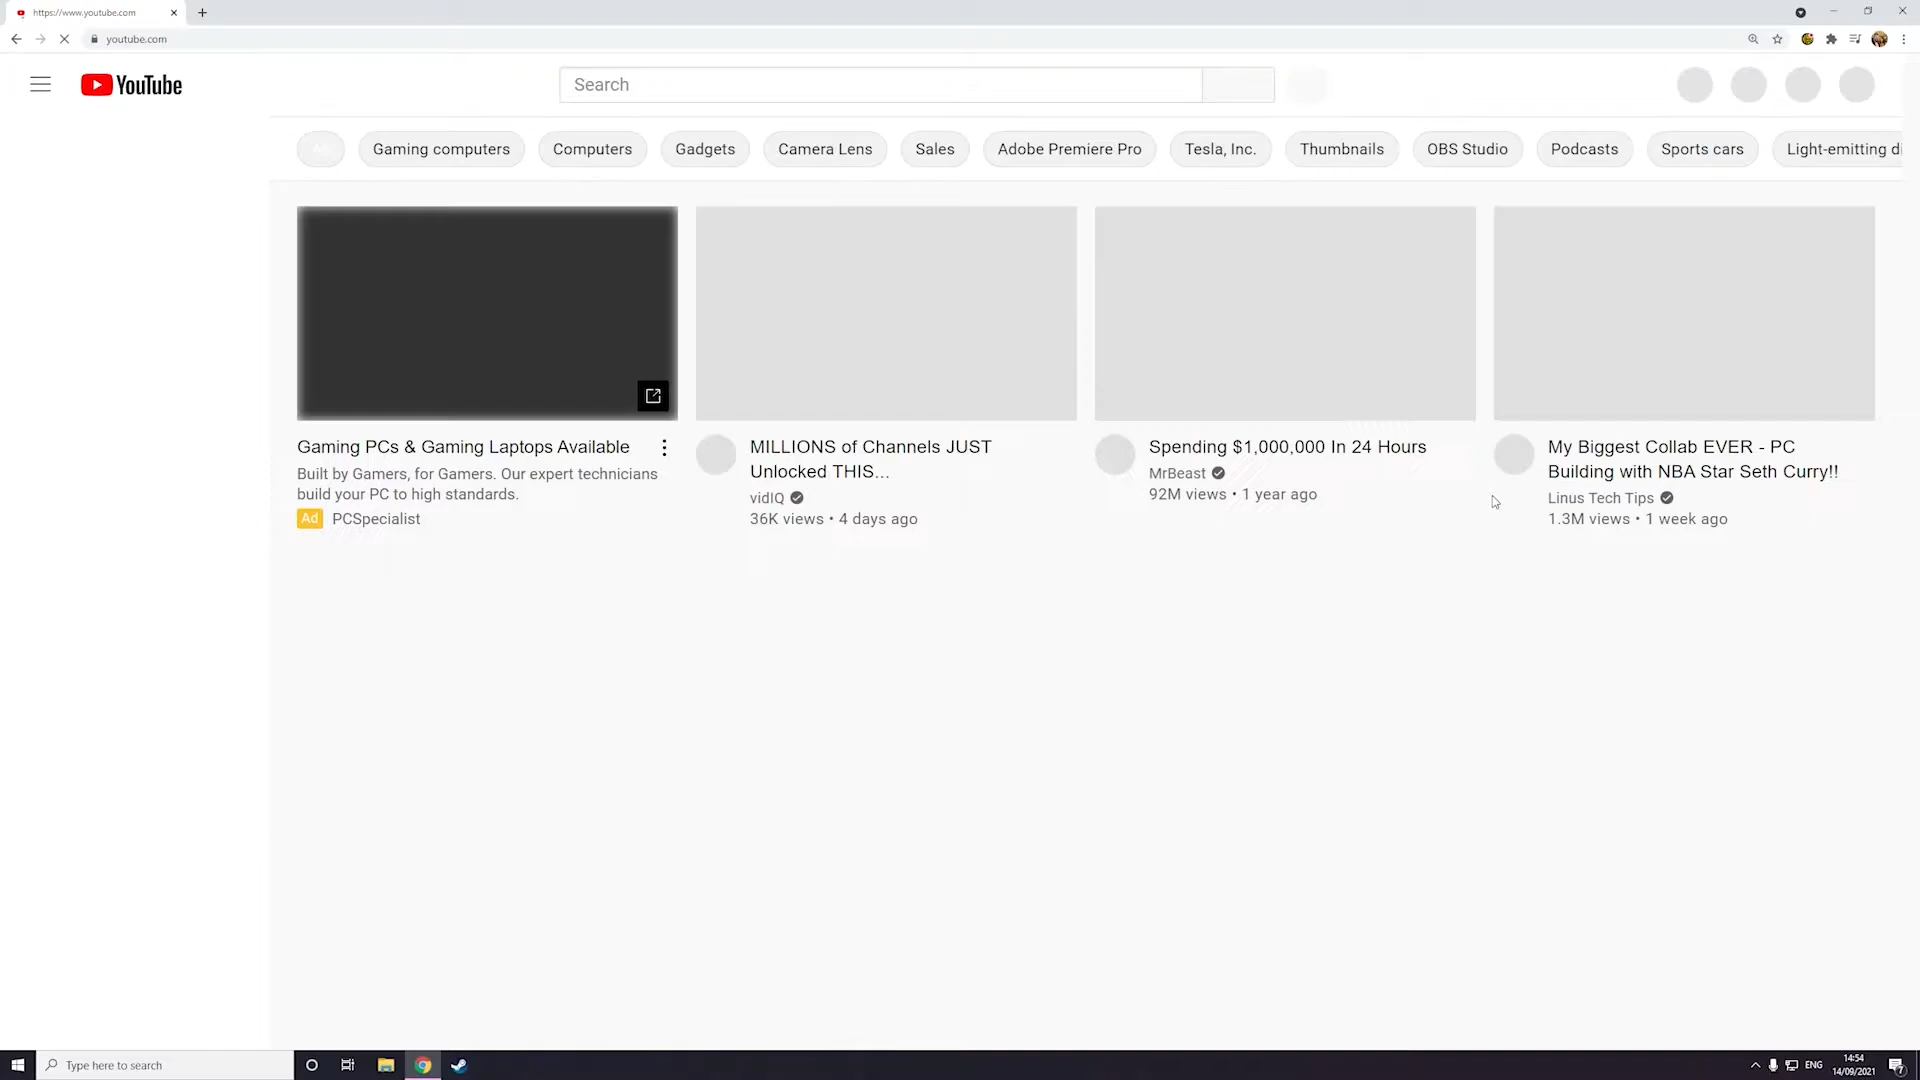 https://www.youtube.com
youtube.com
YouTube
Search
Gaming computers
Computers
Gadgets
Camera Lens
Sales
Adobe Premiere Pro
Tesla, Inc.
Thumbnails
OBS Studio
Podcasts
Sports cars
Light-emitting di
Gaming PCs & Gaming Laptops Available
Built by Gamers, for Gamers. Our expert technicians
build your PC to high standards.
Ad PCSpecialist
MILLIONS of Channels JUST
Unlocked THIS...
vidIQ
36K views • 4 days ago
Spending $1,000,000 In 24 Hours
MrBeast
92M views • 1 year ago
My Biggest Collab EVER - PC
Building with NBA Star Seth Curry!!
Linus Tech Tips
1.3M views • 1 week ago
Type here to search
ENG
14:54
14/09/2021
7